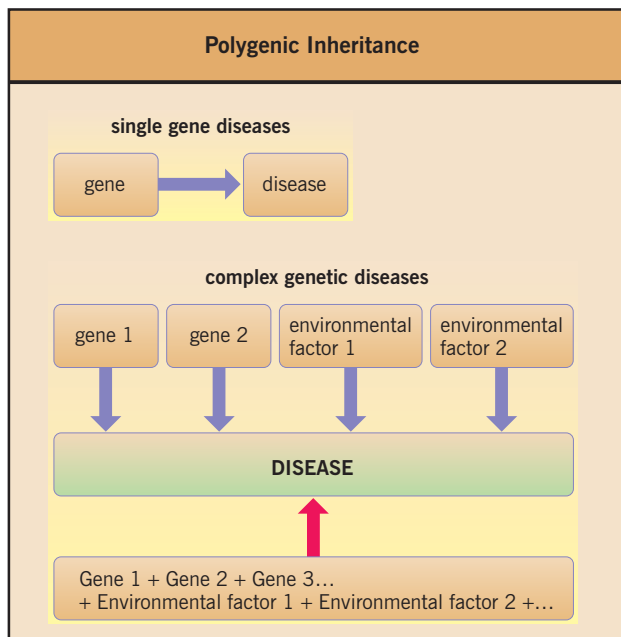 Polygenic Inheritance
single gene diseases
gene
disease
complex genetic diseases
gene 1
gene 2
environmental
factor 1
environmental
factor 2
DISEASE
Gene 1 + Gene 2 + Gene 3…
+ Environmental factor 1 + Environmental factor 2 +…